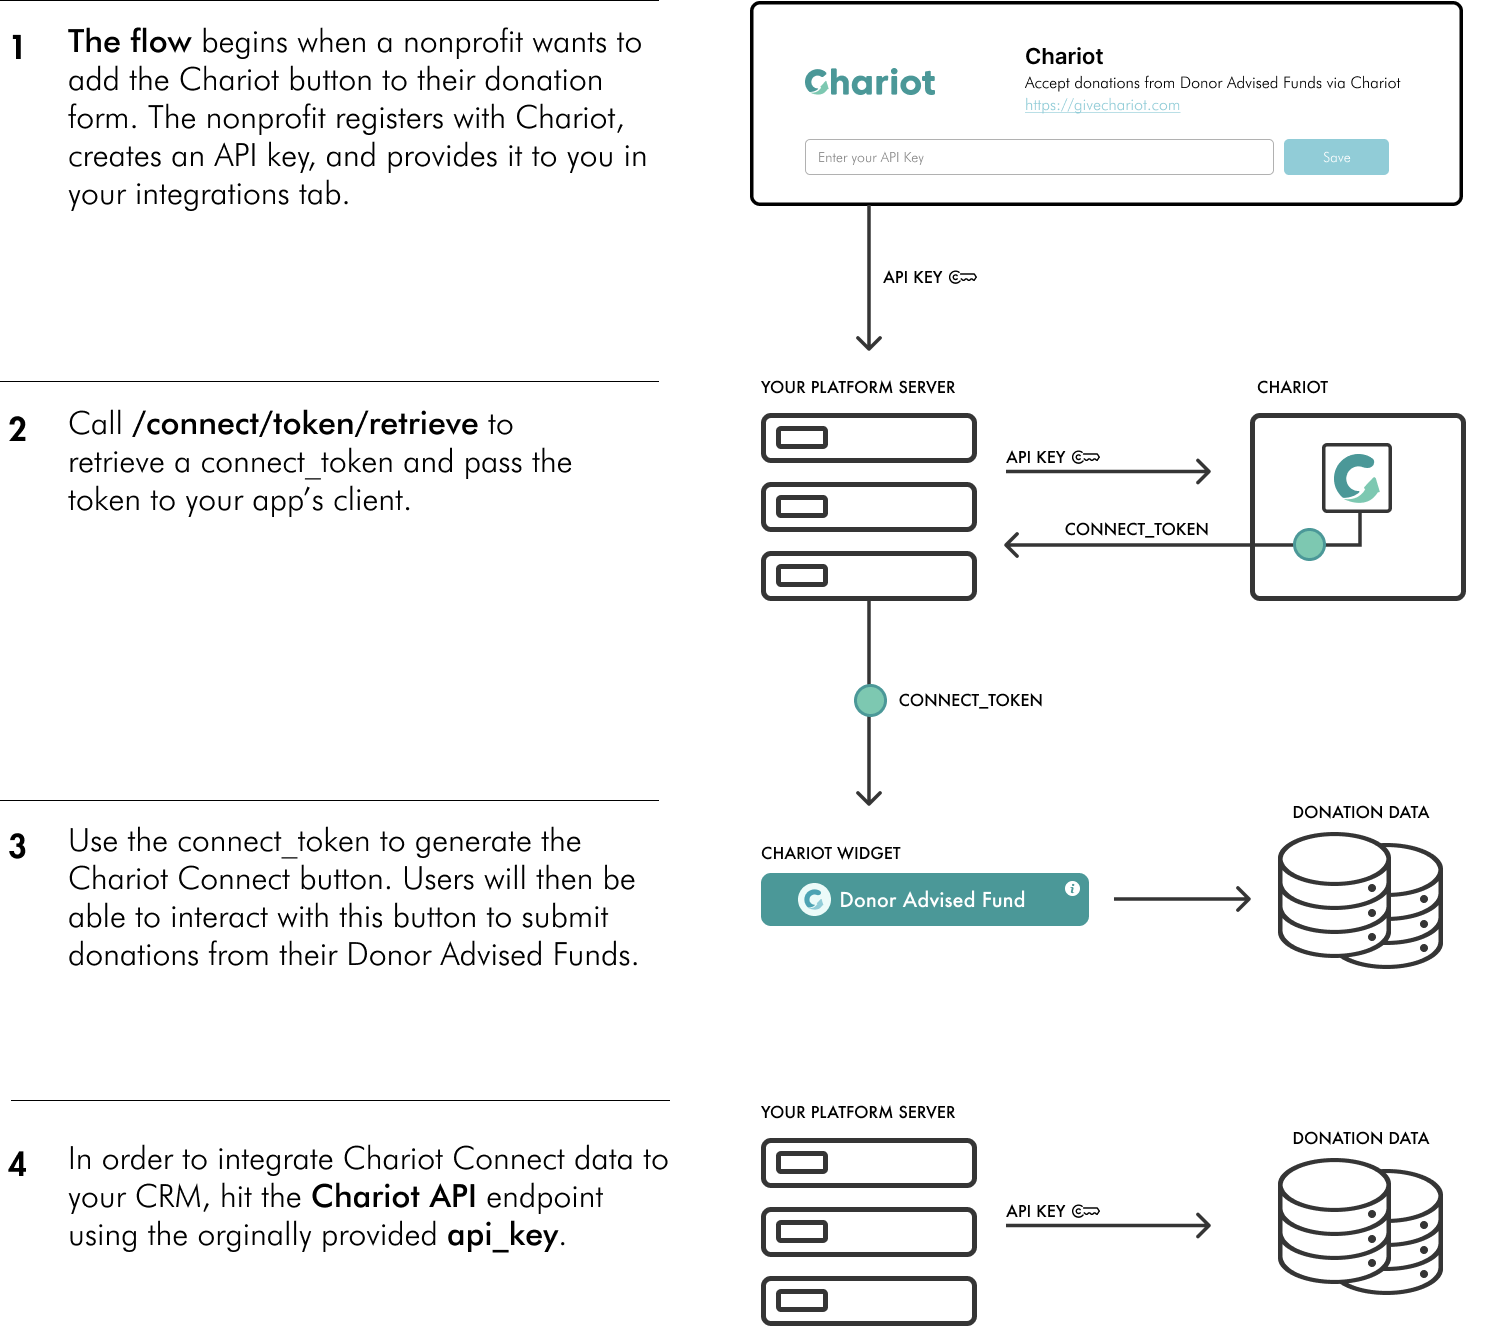 1
The flow begins when a nonprofit wants to
add the Chariot button to their donation
form. The nonprofit registers with Chariot,
creates an API key, and provides it to you in
your integrations tab.
Chariot
Chariot
Accept donations from Donor Advised Funds via Chariot
https://givechariot.com
Enter your API Key
Save
API KEY
2
Call /connect/token/retrieve to
retrieve a connect_token and pass the
token to your app’s client.
YOUR PLATFORM SERVER
CHARIOT
API KEY
CONNECT_TOKEN
CONNECT_TOKEN
3
Use the connect_token to generate the
Chariot Connect button. Users will then be
able to interact with this button to submit
donations from their Donor Advised Funds.
CHARIOT WIDGET
Donor Advised Fund
i
DONATION DATA
4
In order to integrate Chariot Connect data to
your CRM, hit the Chariot API endpoint
using the orginally provided api_key.
YOUR PLATFORM SERVER
API KEY
DONATION DATA